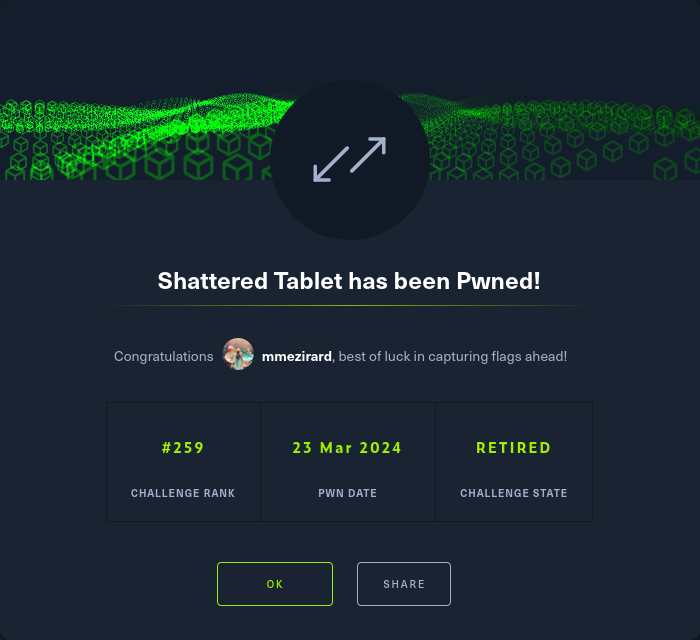 Shattered Tablet has been Pwned!
Congratulations mmezirard, best of luck in capturing flags ahead!
#259 23 Mar 2024 RETIRED
CHALLENGE RANK PWN DATE CHALLENGE STATE
OK SHARE